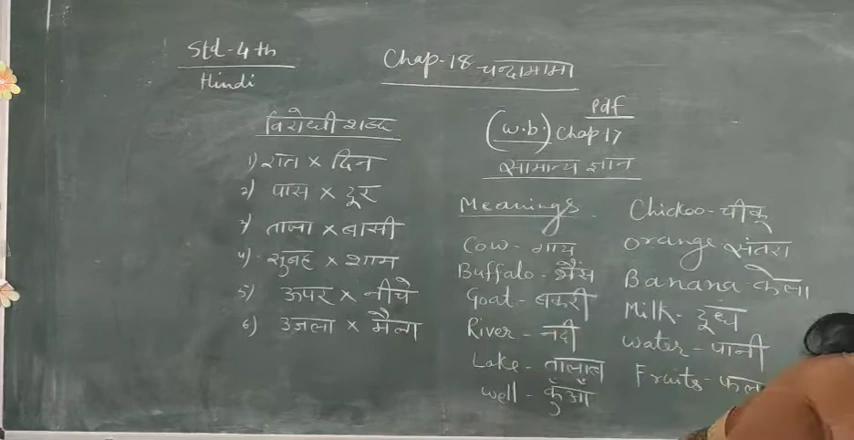 Std-4th
Hindi
Chap-18 चन्दामामा
विरोधी शब्द
1) रात × दिन
2) पास × दूर
3) ताजा × बासी
4) सुबह × शाम
5) ऊपर × नीचे
6) उजला × मैला
Pdf
(W.b.) Chap 17
सामान्य ज्ञान
Meanings
Cow - गाय
Buffalo - भैंस
Goat - बकरी
River - नदी
Lake - तालाब
Well - कुँआँ
Chickoo - चीकू
Orange संतरा
Banana - केला
Milk - दूध
Water - पानी
Fruits - फल